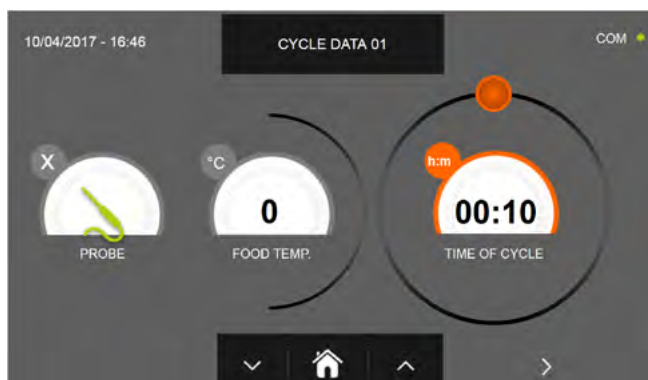 10/04/2017 - 16:46
CYCLE DATA 01
COM
X
°C
h:m
0
00:10
PROBE
FOOD TEMP.
TIME OF CYCLE